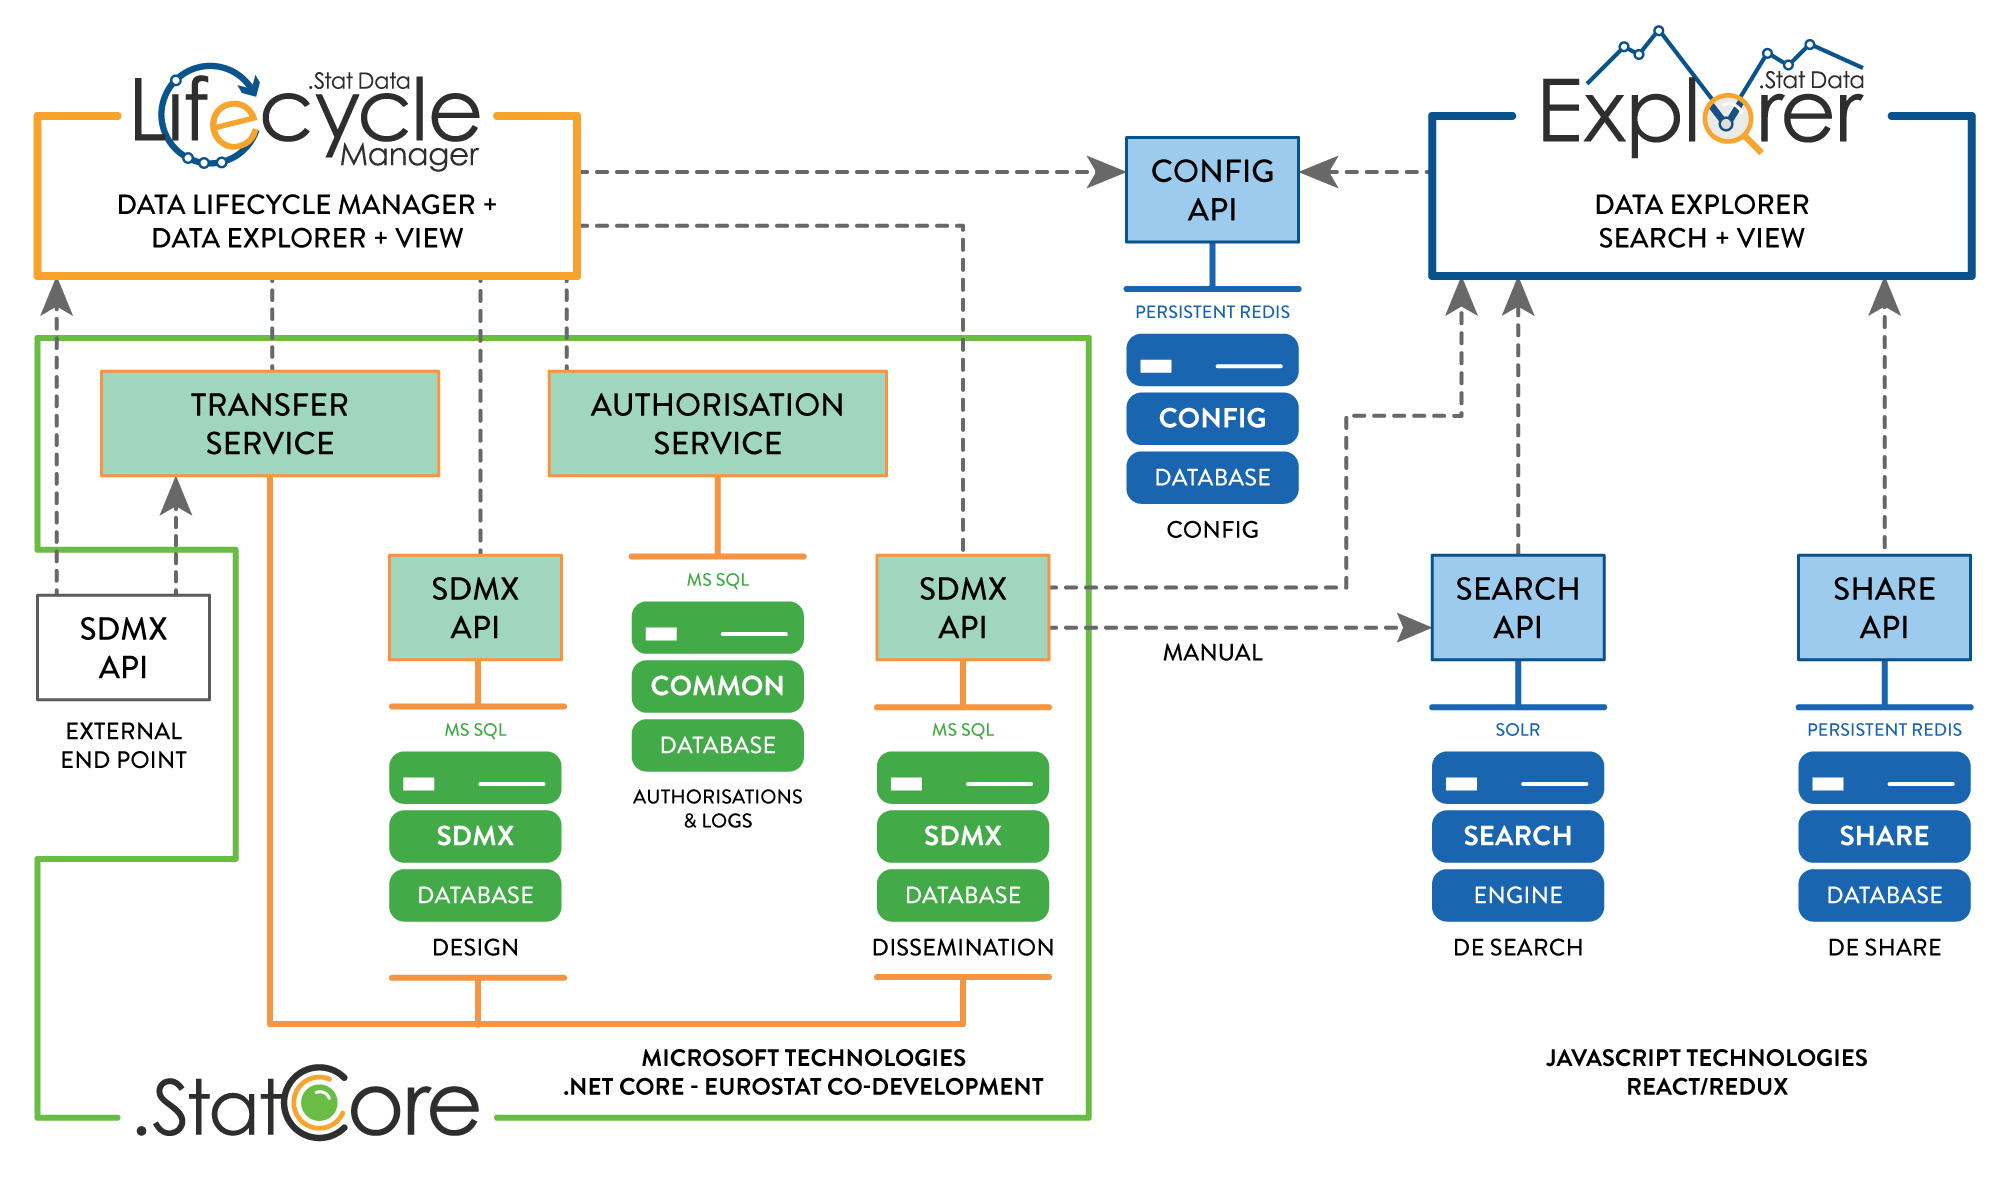 .Stat Data
Lifecycle
Manager
DATA LIFECYCLE MANAGER +
DATA EXPLORER + VIEW
.Stat Data
Explorer
DATA EXPLORER
SEARCH + VIEW
CONFIG
API
PERSISTENT REDIS
CONFIG
DATABASE
CONFIG
TRANSFER
SERVICE
AUTHORISATION
SERVICE
SDMX
API
EXTERNAL
END POINT
SDMX
API
MS SQL
SDMX
DATABASE
DESIGN
MS SQL
COMMON
DATABASE
AUTHORISATIONS
& LOGS
SDMX
API
MS SQL
SDMX
DATABASE
DISSEMINATION
MANUAL
SEARCH
API
SOLR
SEARCH
ENGINE
DE SEARCH
SHARE
API
PERSISTENT REDIS
SHARE
DATABASE
DE SHARE
.StatCore
MICROSOFT TECHNOLOGIES
.NET CORE - EUROSTAT CO-DEVELOPMENT
JAVASCRIPT TECHNOLOGIES
REACT/REDUX